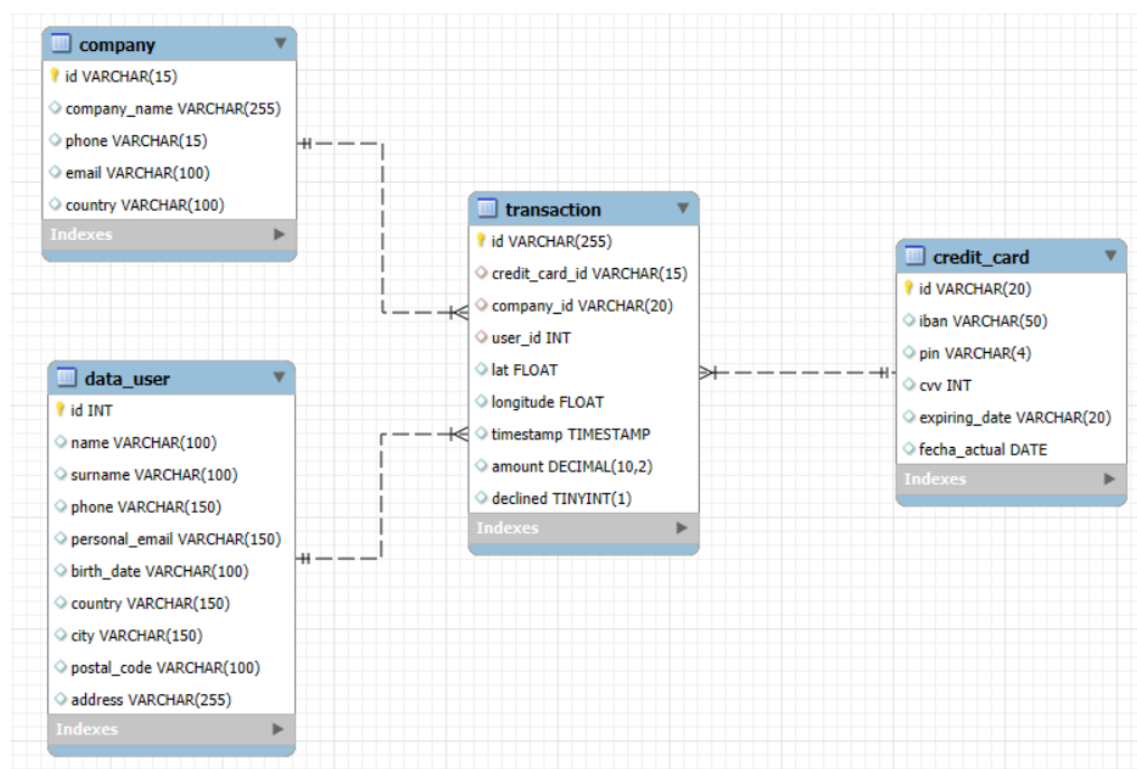 company
id VARCHAR(15)
company_name VARCHAR(255)
phone VARCHAR(15)
email VARCHAR(100)
country VARCHAR(100)
Indexes
data_user
id INT
name VARCHAR(100)
surname VARCHAR(100)
phone VARCHAR(150)
personal_email VARCHAR(150)
birth_date VARCHAR(100)
country VARCHAR(150)
city VARCHAR(150)
postal_code VARCHAR(100)
address VARCHAR(255)
Indexes
transaction
id VARCHAR(255)
credit_card_id VARCHAR(15)
company_id VARCHAR(20)
user_id INT
lat FLOAT
longitude FLOAT
timestamp TIMESTAMP
amount DECIMAL(10,2)
declined TINYINT(1)
Indexes
credit_card
id VARCHAR(20)
iban VARCHAR(50)
pin VARCHAR(4)
cvv INT
expiring_date VARCHAR(20)
fecha_actual DATE
Indexes